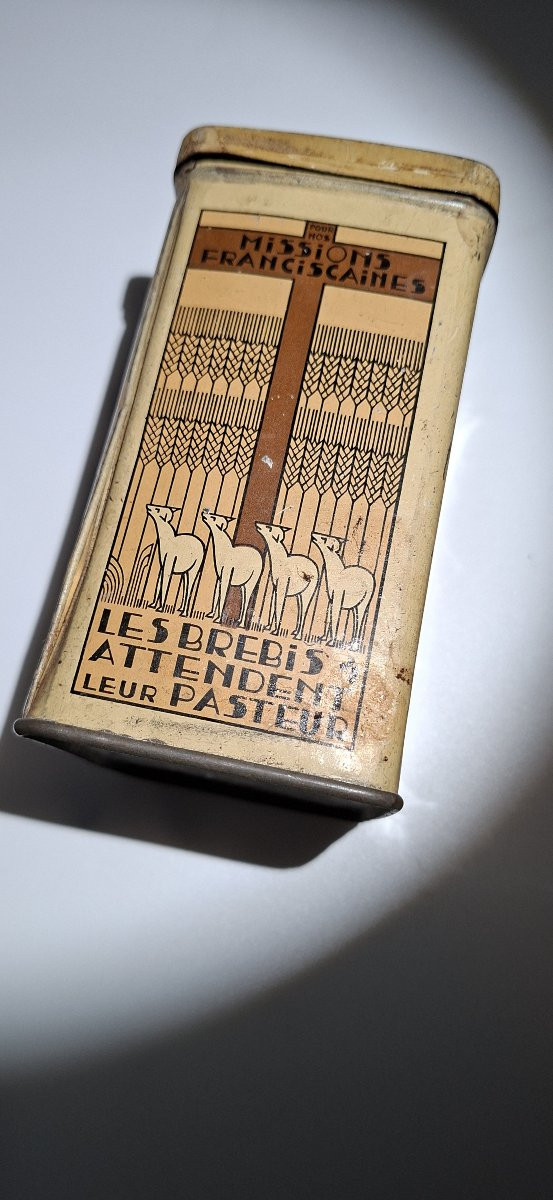 POUR
NOS
MiSSiONS
FRANCiSCAiNES
LES BREBiS
ATTENDENT
LEUR PASTEUR